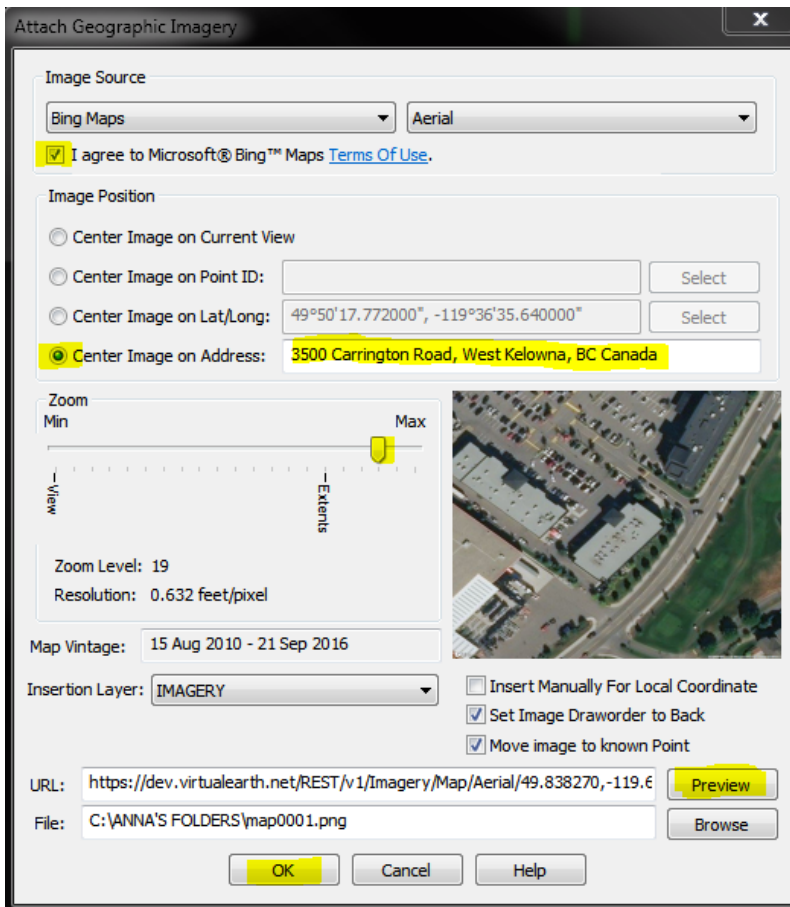 Attach Geographic Imagery
X
Image Source
Bing Maps
Aerial
I agree to Microsoft® Bing™ Maps Terms Of Use.
Image Position
Center Image on Current View
Center Image on Point ID:
Select
Center Image on Lat/Long:
49°50'17.772000", -119°36'35.640000"
Select
Center Image on Address:
3500 Carrington Road, West Kelowna, BC Canada
Zoom
Min
Max
View
Extents
Zoom Level: 19
Resolution: 0.632 feet/pixel
Map Vintage:
15 Aug 2010 - 21 Sep 2016
Insertion Layer:
IMAGERY
Insert Manually For Local Coordinate
Set Image Draworder to Back
Move image to known Point
URL:
https://dev.virtualearth.net/REST/v1/Imagery/Map/Aerial/49.838270,-119.6
Preview
File:
C:\ANNA'S FOLDERS\map0001.png
Browse
OK
Cancel
Help